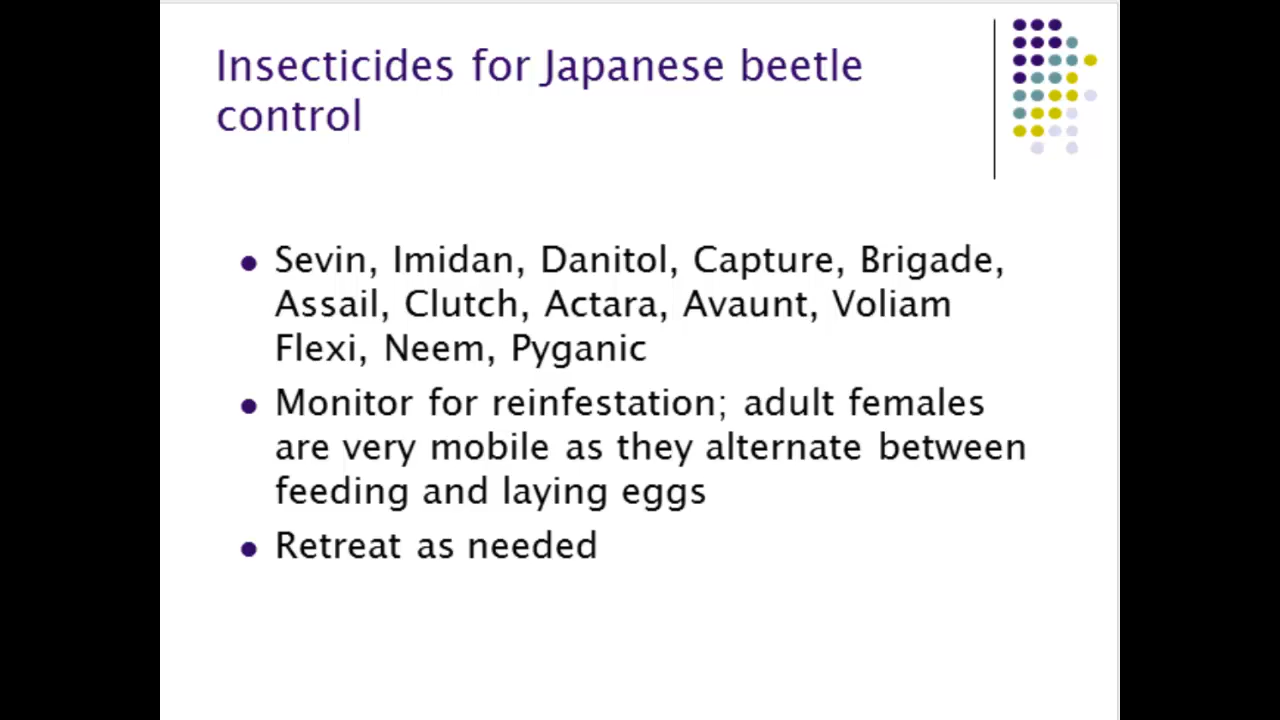 Insecticides for Japanese beetle
control
• Sevin, Imidan, Danitol, Capture, Brigade,
Assail, Clutch, Actara, Avaunt, Voliam
Flexi, Neem, Pyganic
• Monitor for reinfestation; adult females
are very mobile as they alternate between
feeding and laying eggs
• Retreat as needed